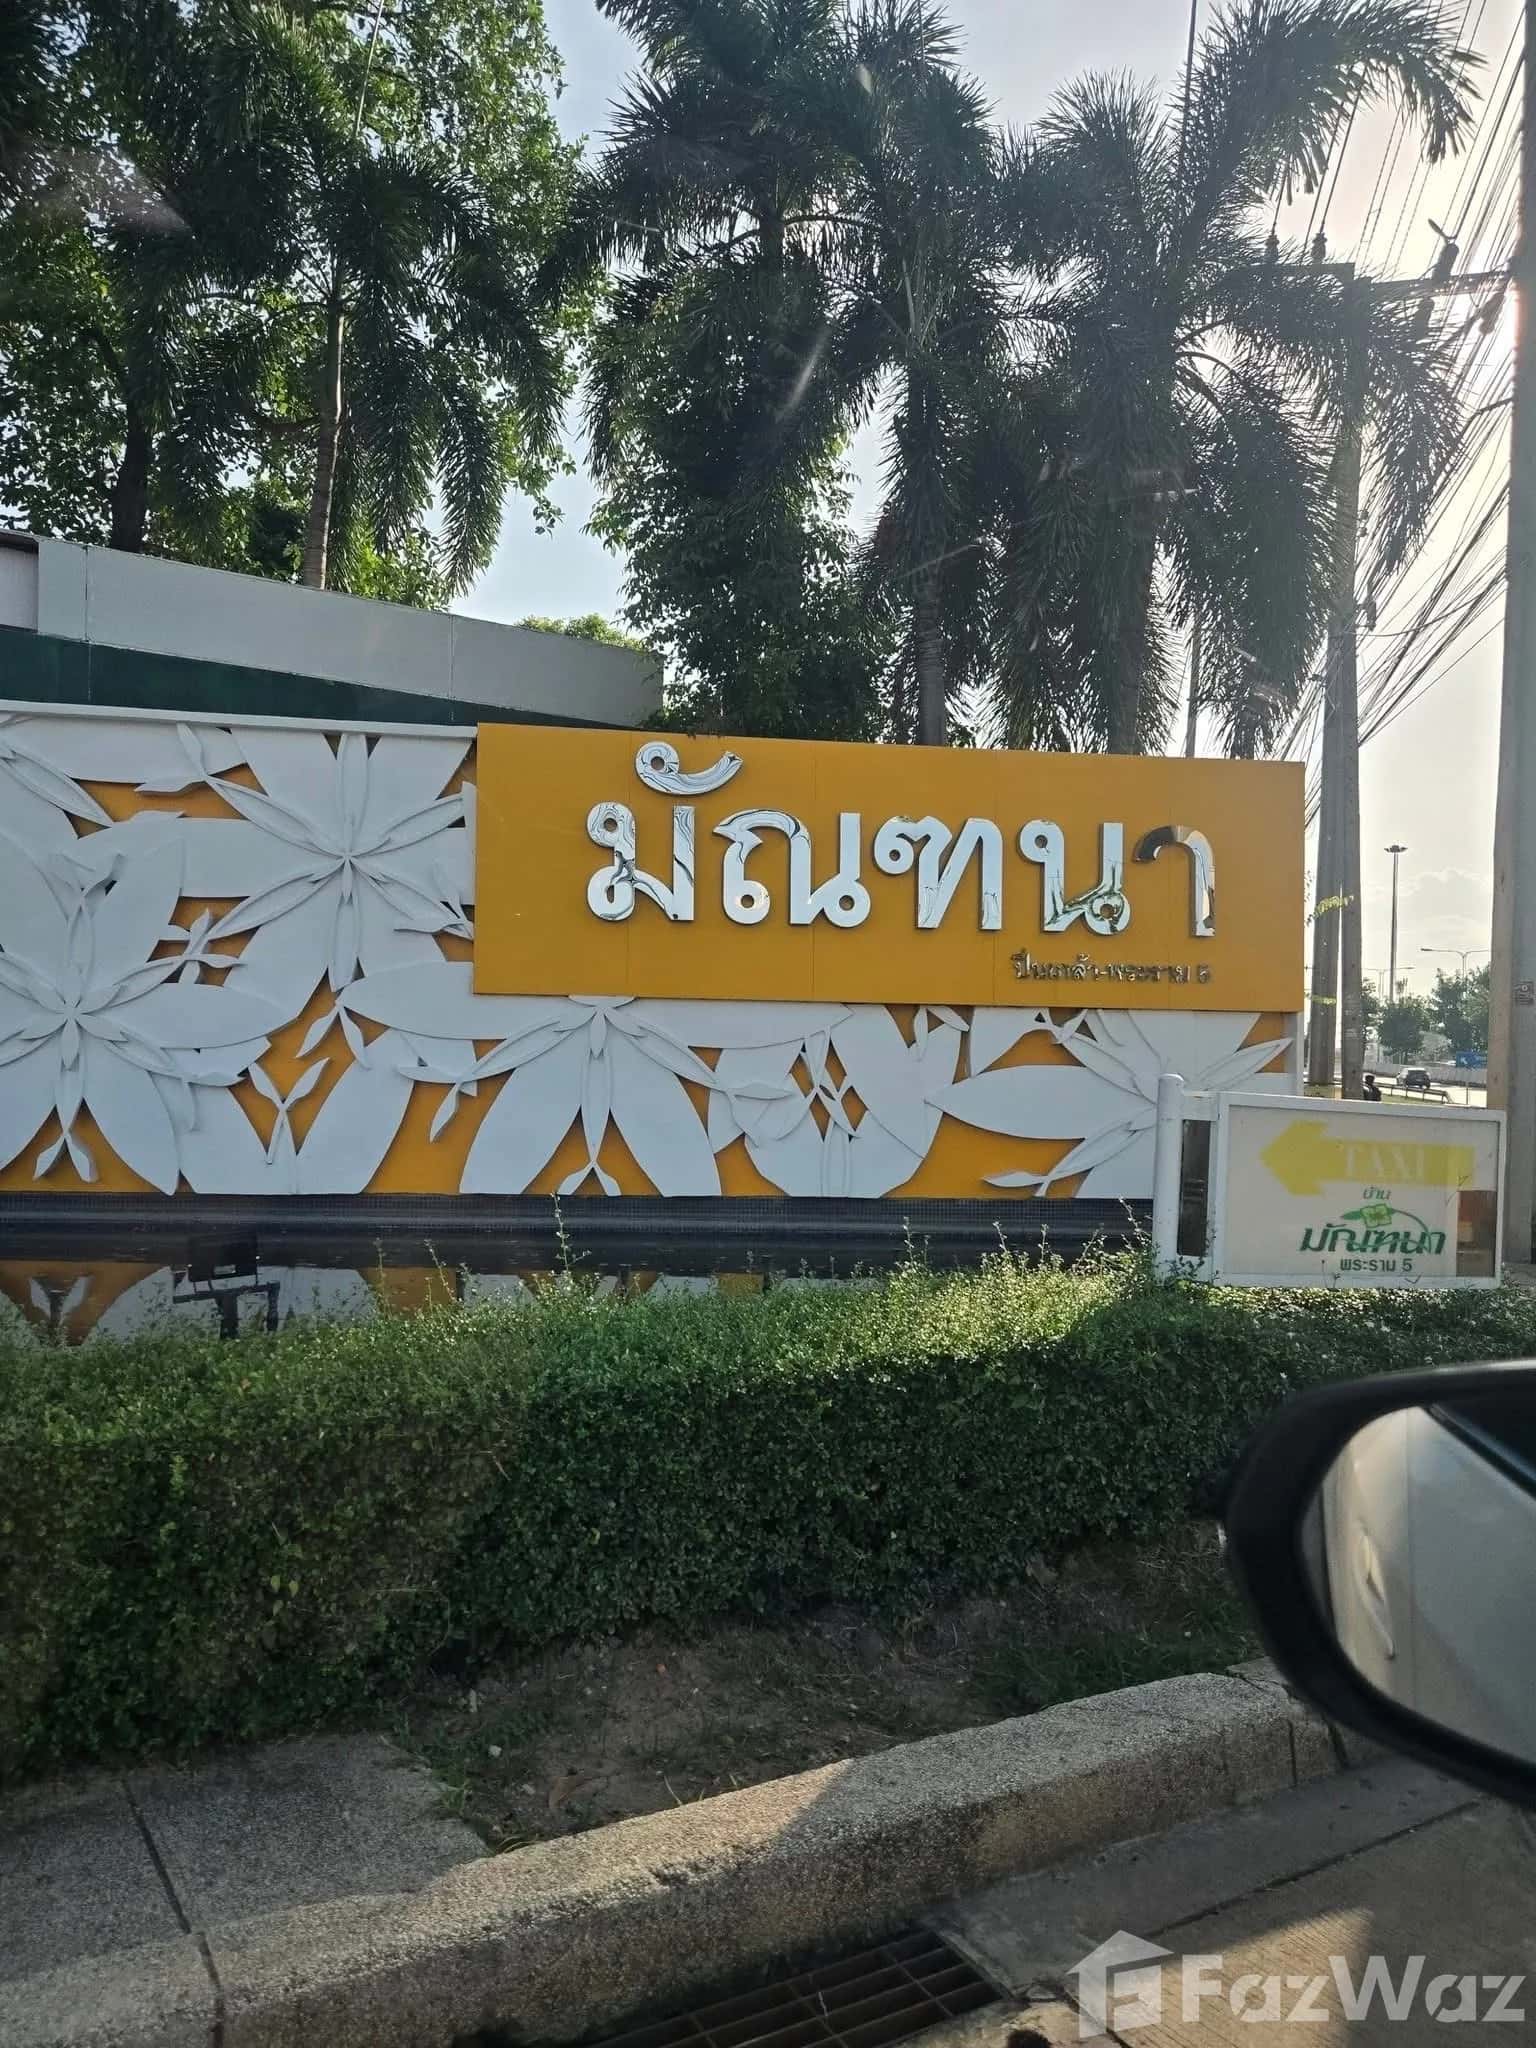 มัณฑนา
ปิ่นเกล้า-พระราม 5
TAXI
บ้าน
มัณฑนา
พระราม 5
FazWaz